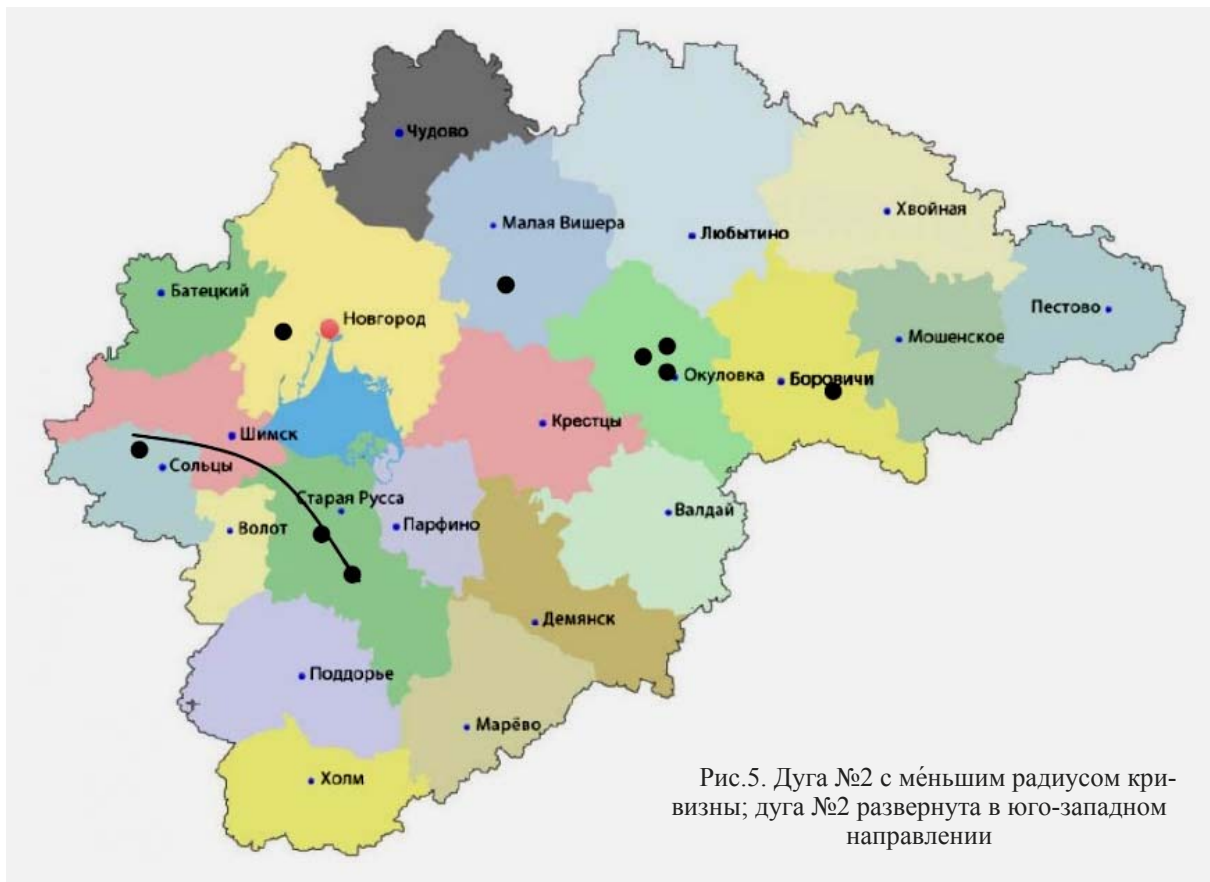 Чудово
Малая Вишера
Хвойная
Любытино
Батецкий
Новгород
Пестово
Мошенское
Окуловка
Боровичи
Шимск
Крестцы
Сольцы
Старая Русса
Волот
Парфино
Валдай
Демянск
Поддорье
Марёво
Холм
Рис.5. Дуга №2 с ме́ньшим радиусом кри-
визны; дуга №2 развернута в юго-западном
направлении